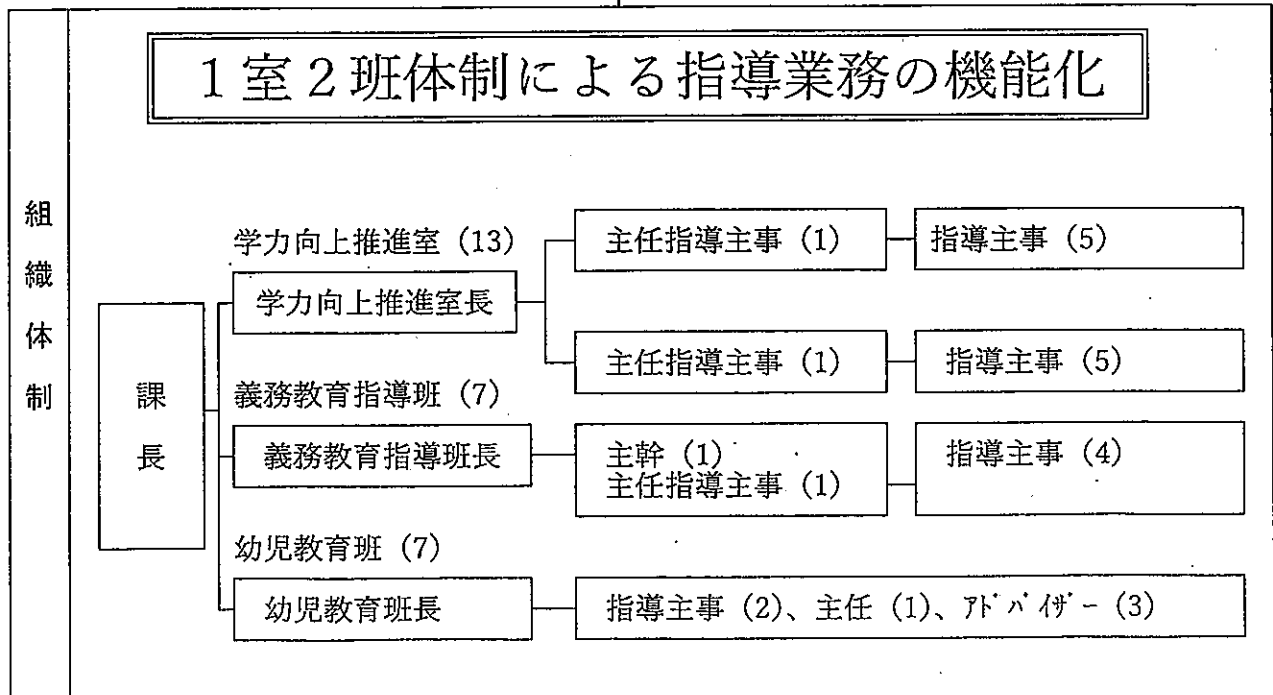 組織体制
1室2班体制による指導業務の機能化
課長
学力向上推進室 (13)
学力向上推進室長
主任指導主事 (1)
指導主事 (5)
主任指導主事 (1)
指導主事 (5)
義務教育指導班 (7)
義務教育指導班長
主幹 (1)
主任指導主事 (1)
指導主事 (4)
幼児教育班 (7)
幼児教育班長
指導主事 (2)、主任 (1)、ｱﾄﾞﾊﾞｲｻﾞｰ (3)